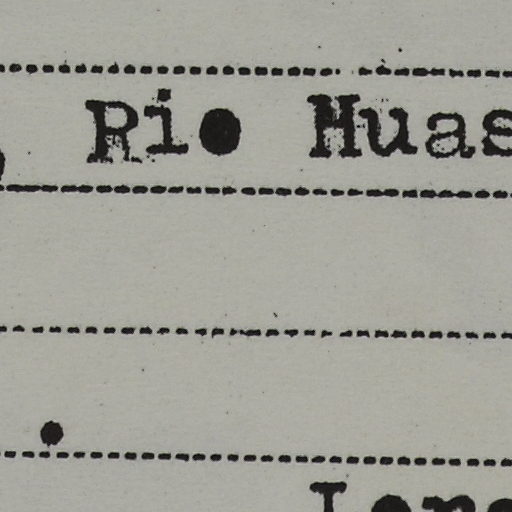 , Rio Huas
.